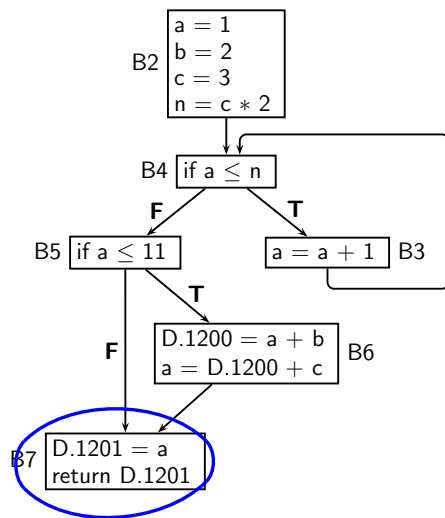 B2
a = 1
b = 2
c = 3
n = c * 2
B4
if a ≤ n
F
T
B5
if a ≤ 11
a = a + 1
B3
F
T
D.1200 = a + b
a = D.1200 + c
B6
B7
D.1201 = a
return D.1201